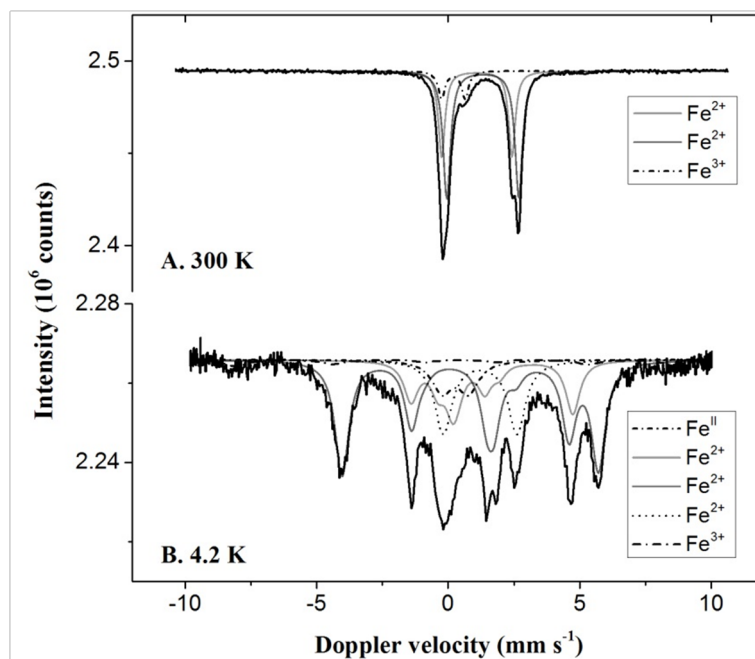 Intensity (10⁶ counts)
2.5
2.4
Fe²⁺
Fe²⁺
Fe³⁺
A. 300 K
2.28
2.24
Feᴵᴵ
Fe²⁺
Fe²⁺
Fe²⁺
Fe³⁺
B. 4.2 K
-10 -5 0 5 10
Doppler velocity (mm s⁻¹)